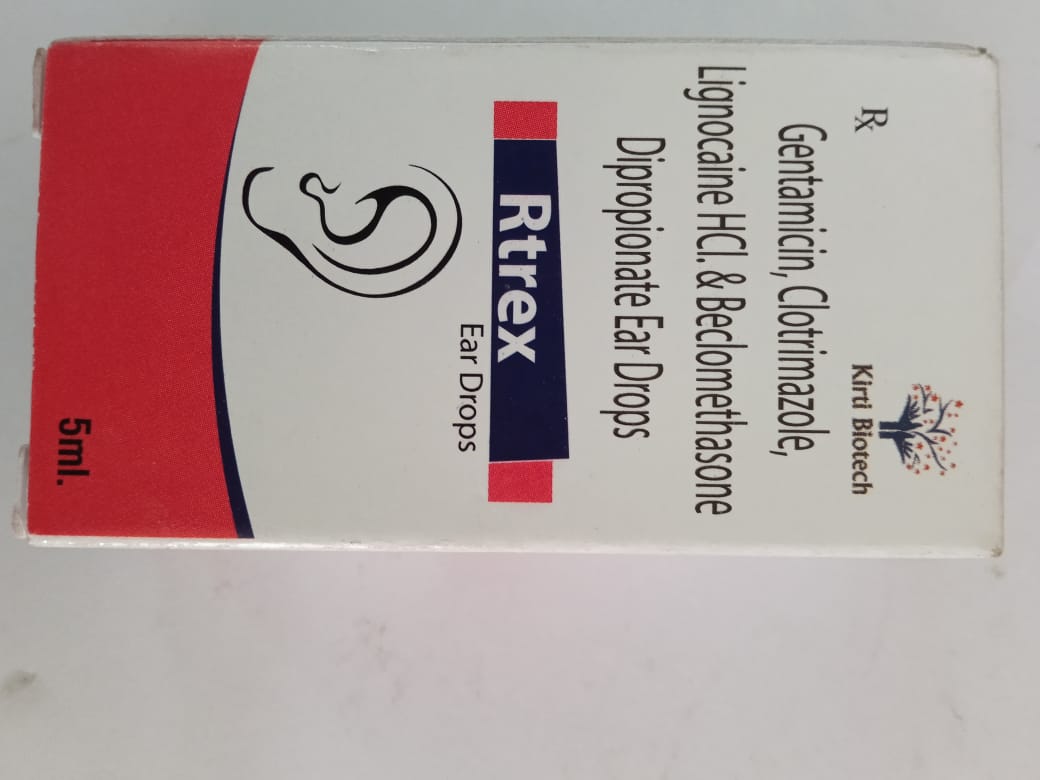 Rx
Kirti Biotech
Gentamicin, Clotrimazole,
Lignocaine HCl. & Beclomethasone
Dipropionate Ear Drops
Rtrex
Ear Drops
5ml.